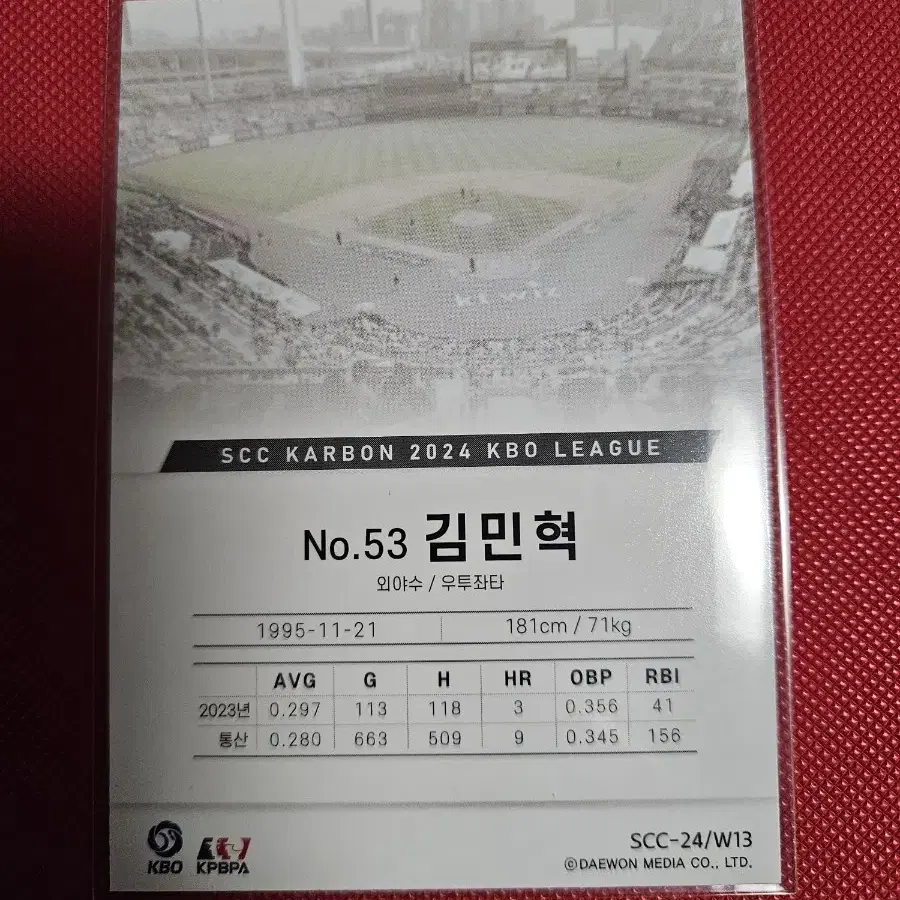 kt wiz
SCC KARBON 2024 KBO LEAGUE
No.53 김민혁
외야수 / 우투좌타
1995-11-21 181cm / 71kg
AVG G H HR OBP RBI
2023년 0.297 113 118 3 0.356 41
통산 0.280 663 509 9 0.345 156
SCC-24/W13
KBO KPBPA ©DAEWON MEDIA CO., LTD.